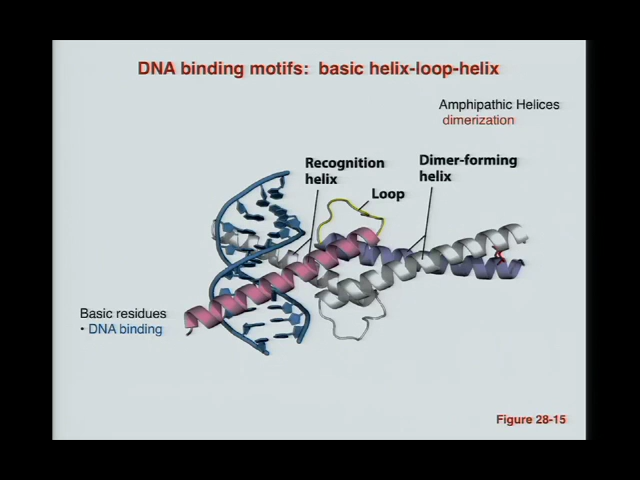 DNA binding motifs: basic helix-loop-helix
Amphipathic Helices
dimerization
Recognition
helix
Dimer-forming
helix
Loop
Basic residues
• DNA binding
Figure 28-15